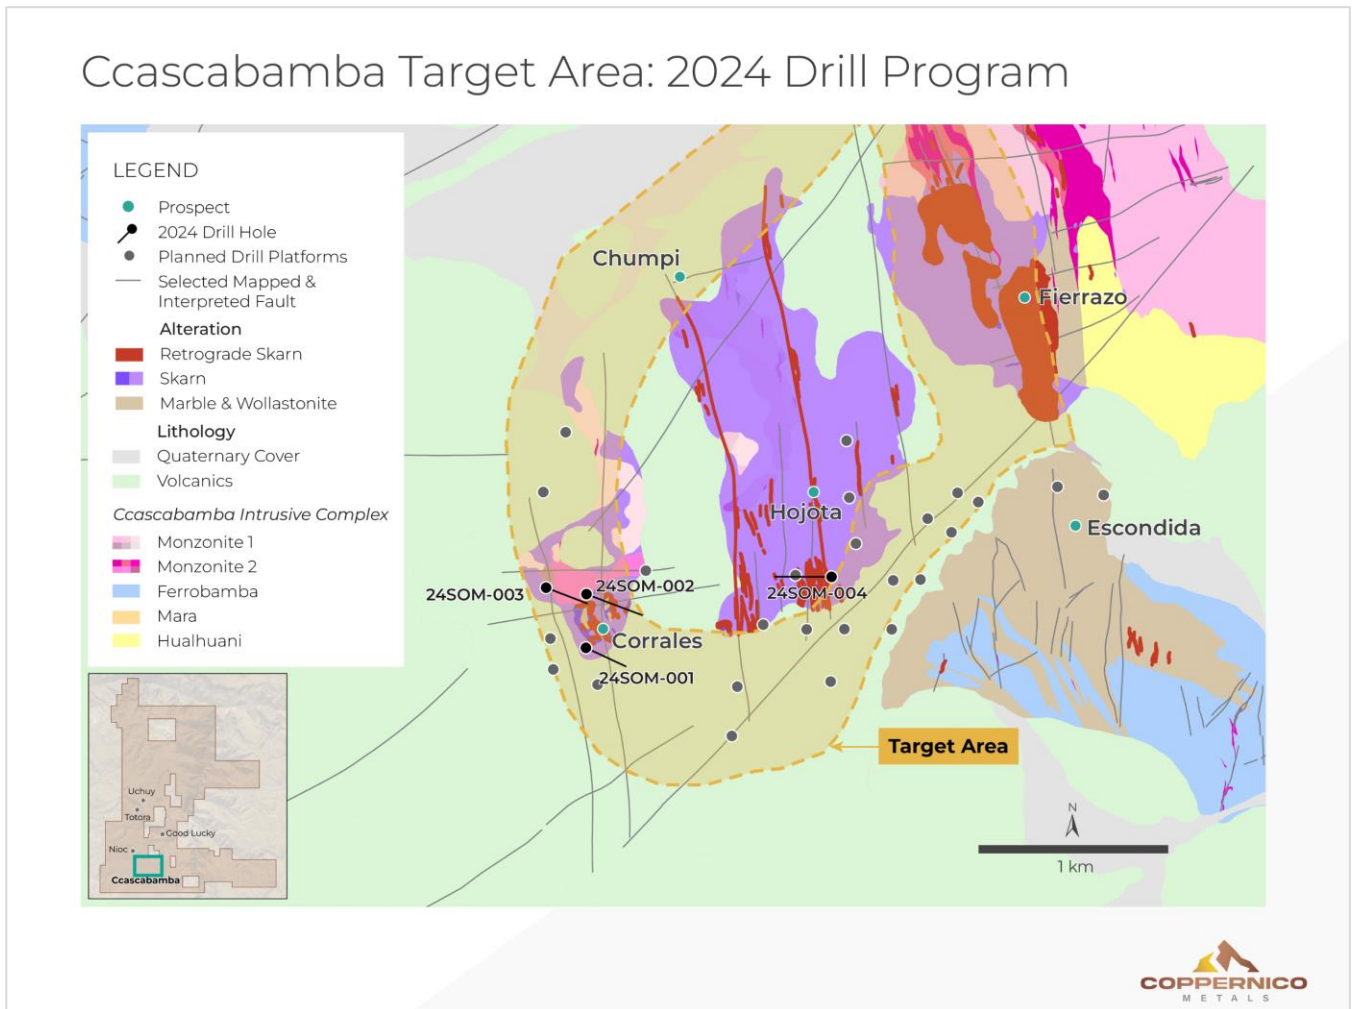 Ccascabamba Target Area: 2024 Drill Program
LEGEND
Prospect
2024 Drill Hole
Planned Drill Platforms
Selected Mapped &
Interpreted Fault
Alteration
Retrograde Skarn
Skarn
Marble & Wollastonite
Lithology
Quaternary Cover
Volcanics
Ccascabamba Intrusive Complex
Monzonite 1
Monzonite 2
Ferrobamba
Mara
Hualhuani
Chumpi
Fierrazo
Hojota
Escondida
24SOM-003
24SOM-002
24SOM-004
Corrales
24SOM-001
Target Area
Uchuy
Totora
Good Lucky
Nioc
Ccascabamba
N
1 km
COPPERNICO
METALS